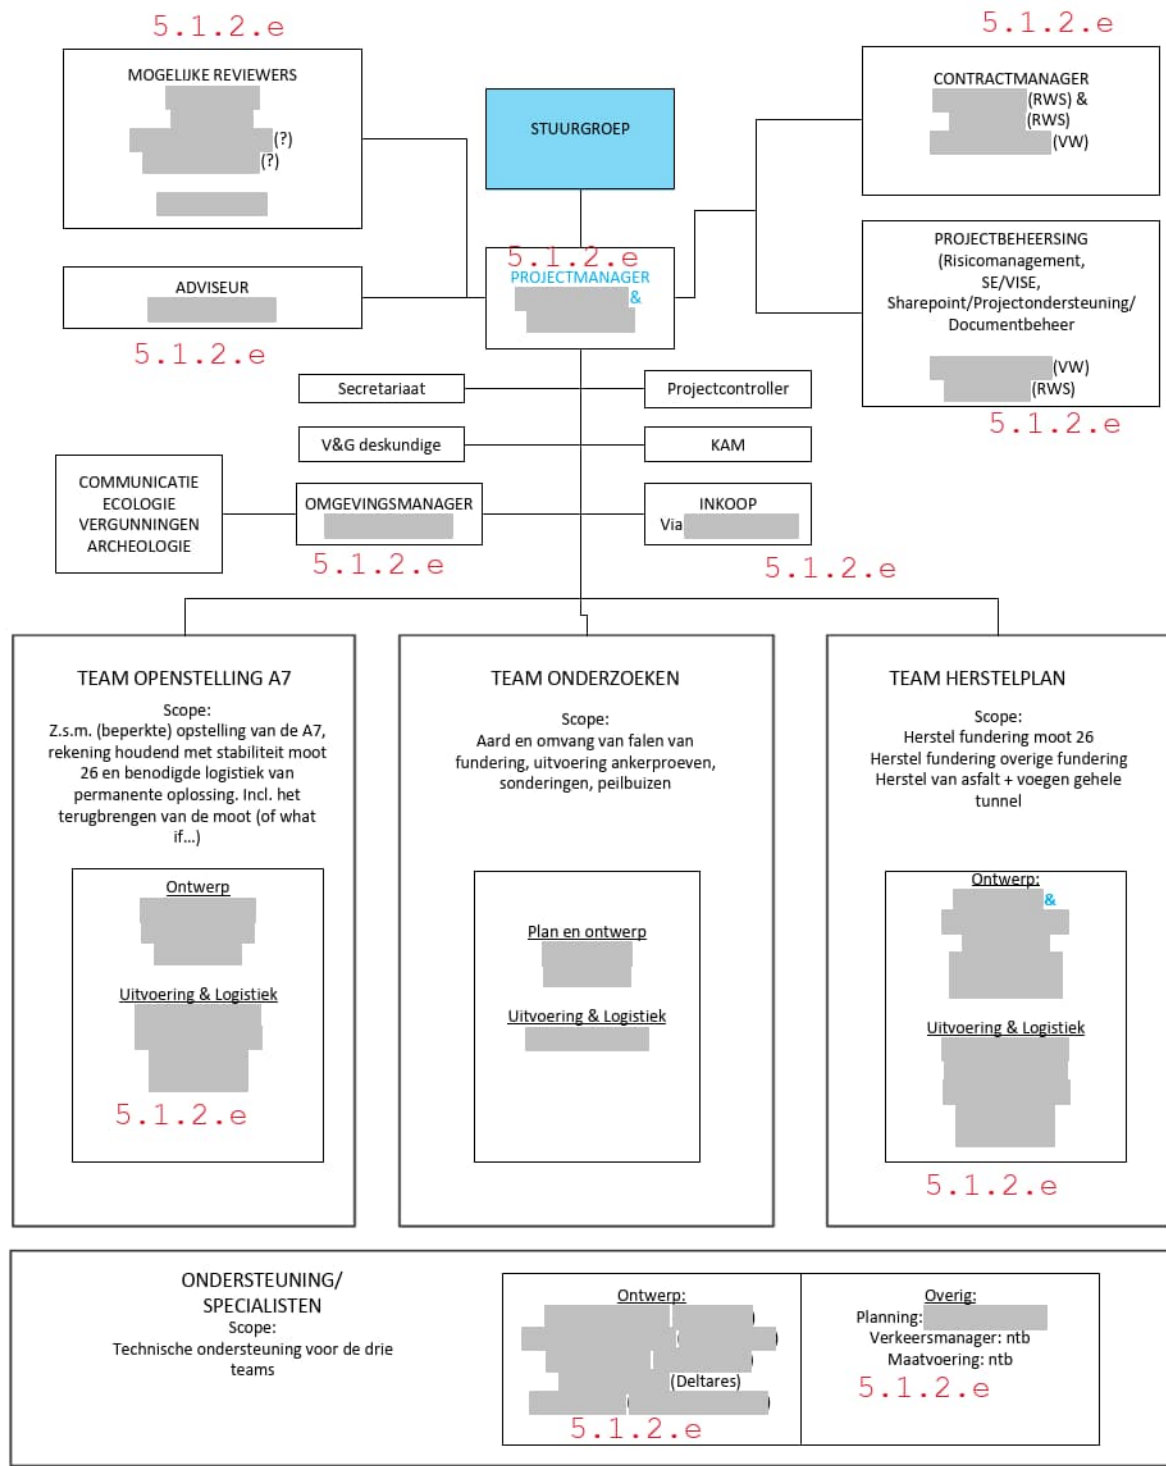 5.1.2.e
MOGELIJKE REVIEWERS
(?)
(?)
STUURGROEP
5.1.2.e
CONTRACTMANAGER
(RWS) &
(RWS)
(VW)
ADVISEUR
5.1.2.e
5.1.2.e
PROJECTMANAGER
&
PROJECTBEHEERSING
(Risicomanagement,
SE/VISE,
Sharepoint/Projectondersteuning/
Documentbeheer
(VW)
(RWS)
5.1.2.e
Secretariaat
Projectcontroller
V&G deskundige
KAM
COMMUNICATIE
ECOLOGIE
VERGUNNINGEN
ARCHEOLOGIE
OMGEVINGSMANAGER
5.1.2.e
INKOOP
Via
5.1.2.e
TEAM OPENSTELLING A7
Scope:
Z.s.m. (beperkte) opstelling van de A7,
rekening houdend met stabiliteit moot
26 en benodigde logistiek van
permanente oplossing. Incl. het
terugbrengen van de moot (of what
if...)
Ontwerp
Uitvoering & Logistiek
5.1.2.e
TEAM ONDERZOEKEN
Scope:
Aard en omvang van falen van
fundering, uitvoering ankerproeven,
sonderingen, peilbuizen
Plan en ontwerp
Uitvoering & Logistiek
TEAM HERSTELPLAN
Scope:
Herstel fundering moot 26
Herstel fundering overige fundering
Herstel van asfalt + voegen gehele
tunnel
Ontwerp:
&
Uitvoering & Logistiek
5.1.2.e
ONDERSTEUNING/
SPECIALISTEN
Scope:
Technische ondersteuning voor de drie
teams
Ontwerp:
)
( )
)
(Deltares)
( )
5.1.2.e
Overig:
Planning:
Verkeersmanager: ntb
Maatvoering: ntb
5.1.2.e